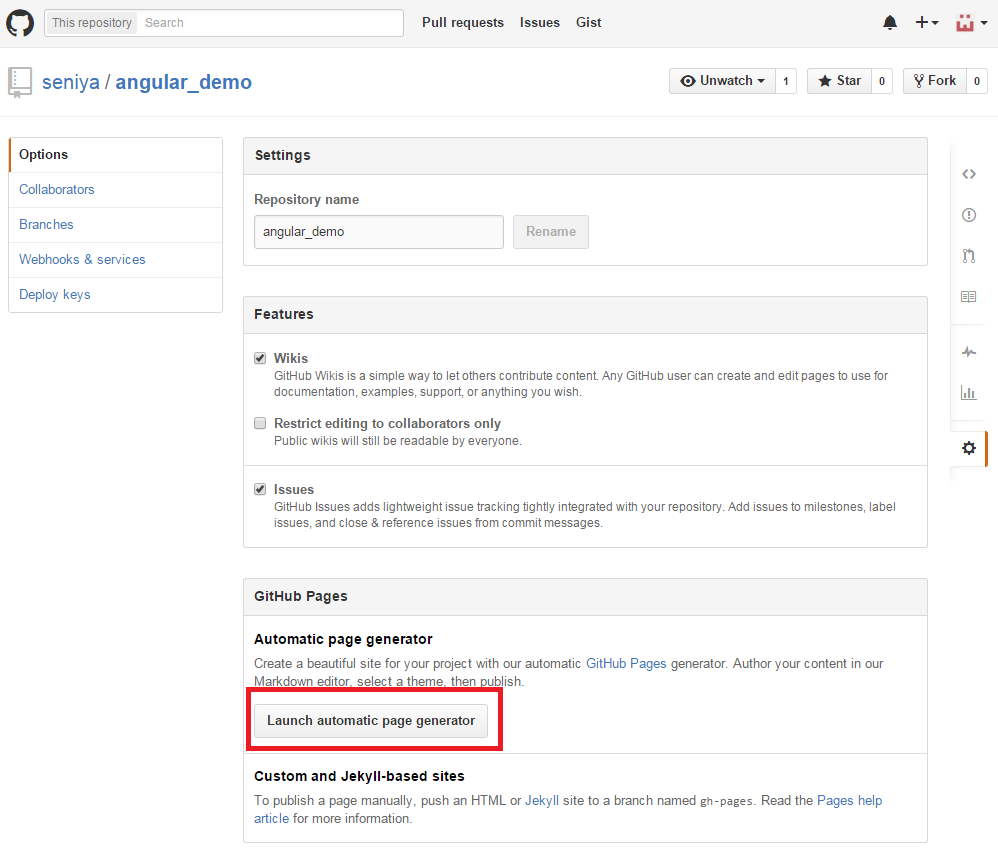 This repository Search Pull requests Issues Gist
seniya / angular_demo Unwatch 1 Star 0 Fork 0
Options
Collaborators
Branches
Webhooks & services
Deploy keys
Settings
Repository name
angular_demo Rename
Features
Wikis
GitHub Wikis is a simple way to let others contribute content. Any GitHub user can create and edit pages to use for
documentation, examples, support, or anything you wish.
Restrict editing to collaborators only
Public wikis will still be readable by everyone.
Issues
GitHub Issues adds lightweight issue tracking tightly integrated with your repository. Add issues to milestones, label
issues, and close & reference issues from commit messages.
GitHub Pages
Automatic page generator
Create a beautiful site for your project with our automatic GitHub Pages generator. Author your content in our
Markdown editor, select a theme, then publish.
Launch automatic page generator
Custom and Jekyll-based sites
To publish a page manually, push an HTML or Jekyll site to a branch named gh-pages. Read the Pages help
article for more information.